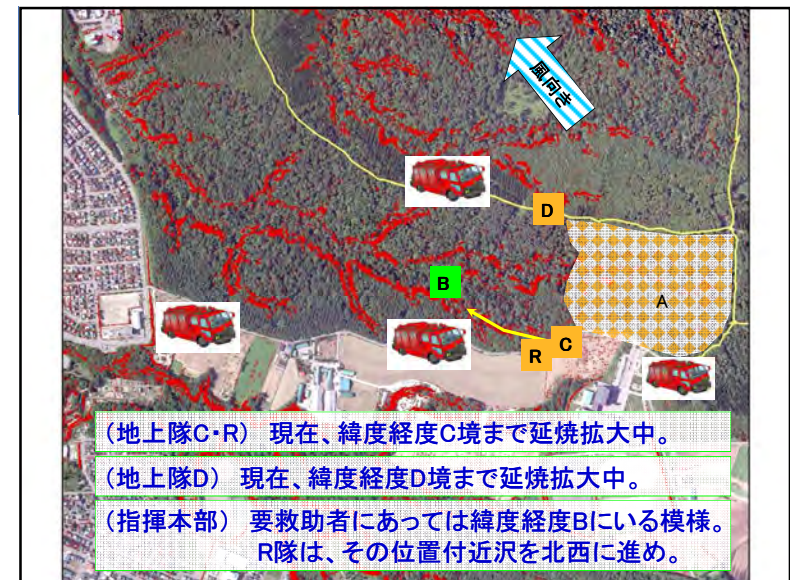 風向き
D
B
A
R
C
(地上隊C・R) 現在、緯度経度C境まで延焼拡大中。
(地上隊D) 現在、緯度経度D境まで延焼拡大中。
(指揮本部) 要救助者にあっては緯度経度Bにいる模様。
R隊は、その位置付近沢を北西に進め。